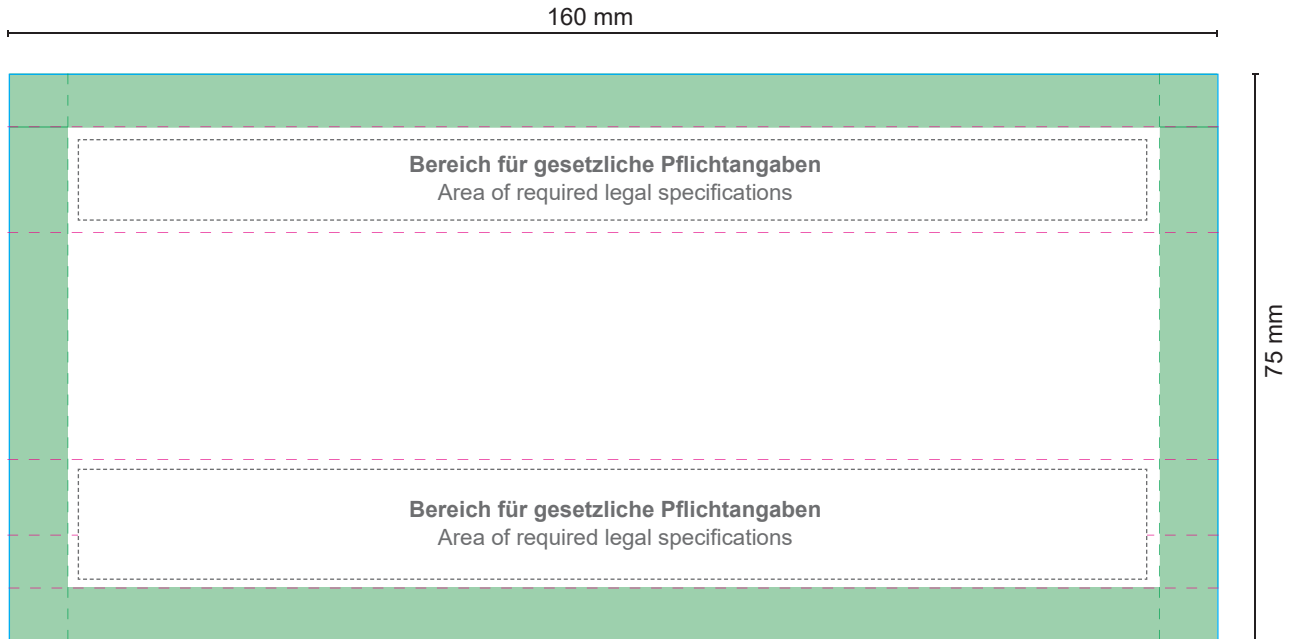 160 mm
Bereich für gesetzliche Pflichtangaben
Area of required legal specifications
75 mm
Bereich für gesetzliche Pflichtangaben
Area of required legal specifications